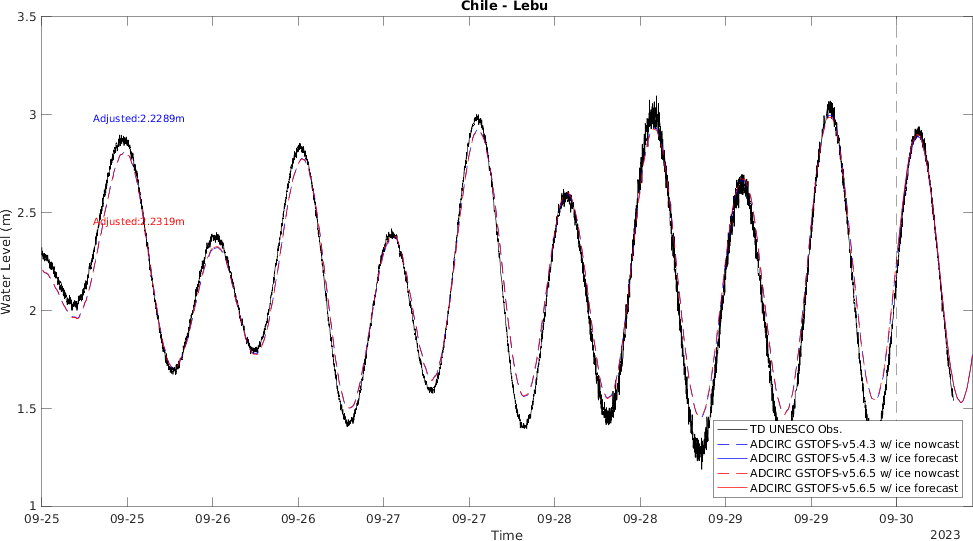 Chile - Lebu
3.5
3
2.5
2
1.5
1
Water Level (m)
Adjusted:2.2289m
Adjusted:2.2319m
TD UNESCO Obs.
ADCIRC GSTOFS-v5.4.3 w/ ice nowcast
ADCIRC GSTOFS-v5.4.3 w/ ice forecast
ADCIRC GSTOFS-v5.6.5 w/ ice nowcast
ADCIRC GSTOFS-v5.6.5 w/ ice forecast
09-25 09-25 09-26 09-26 09-27 09-27 09-28 09-28 09-29 09-29 09-30
Time
2023